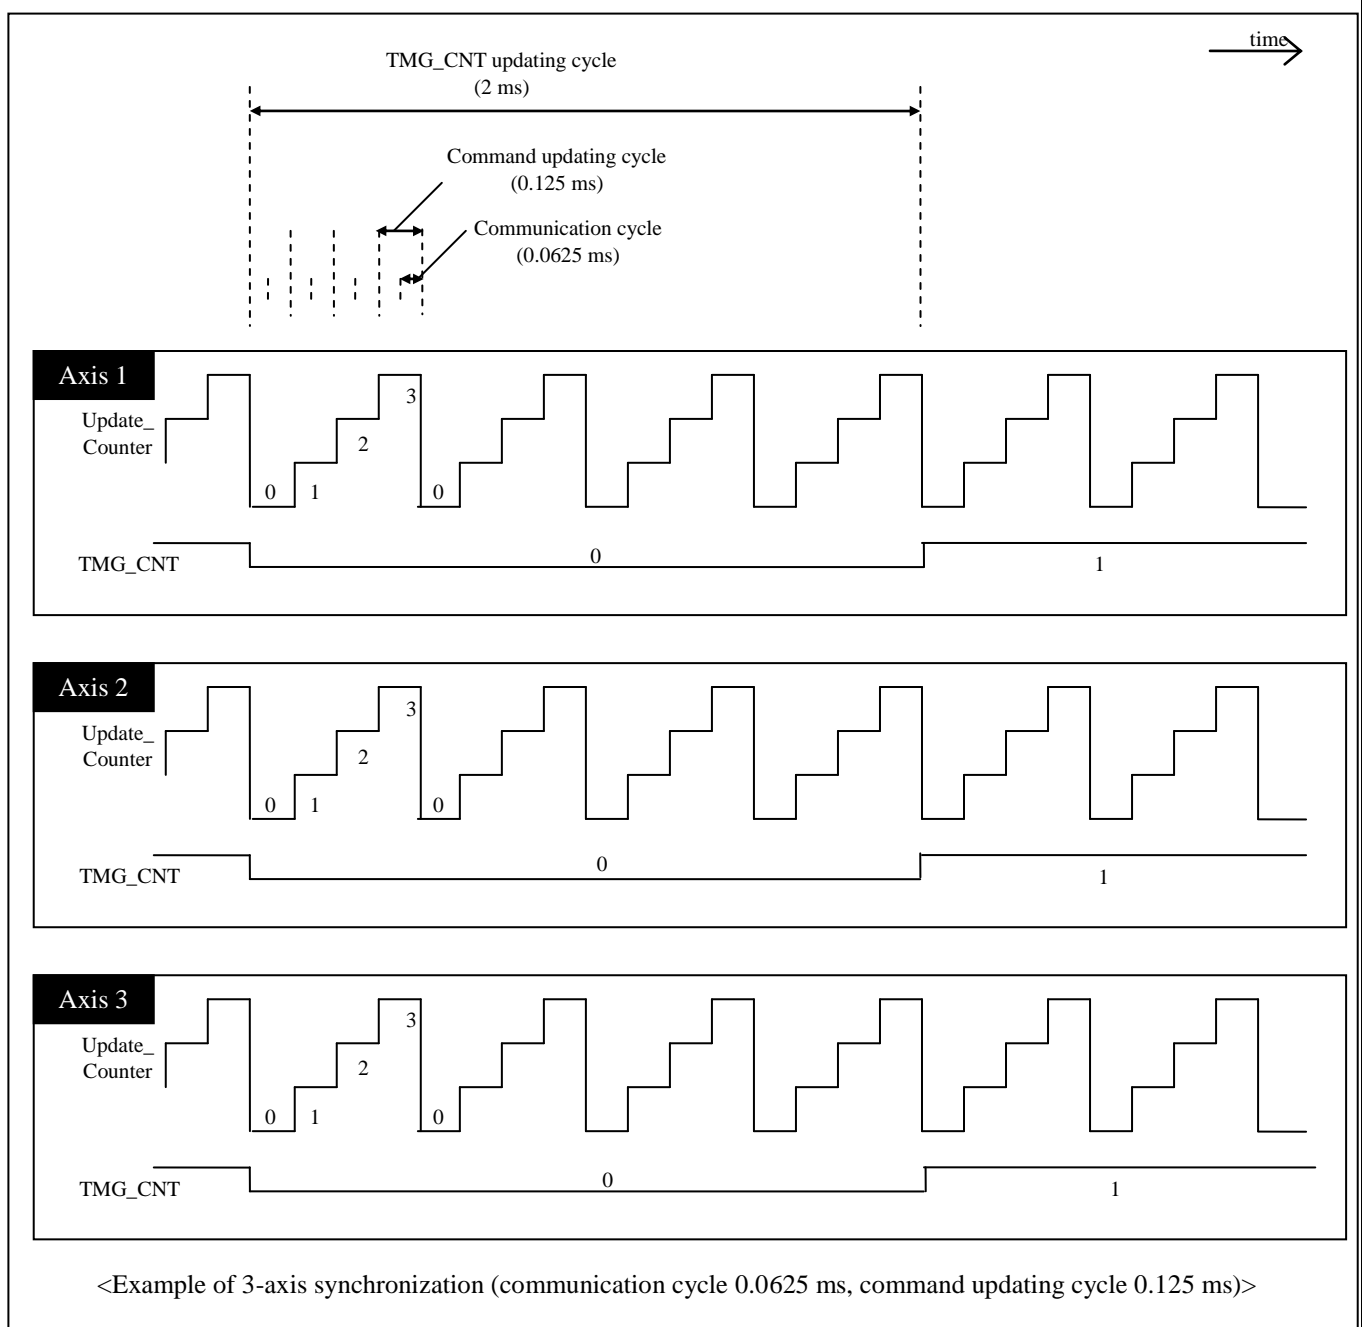 time
TMG_CNT updating cycle
(2 ms)
Command updating cycle
(0.125 ms)
Communication cycle
(0.0625 ms)
Axis 1
Update_
Counter
3
2
0
1
0
TMG_CNT
0
1
Axis 2
Update_
Counter
3
2
0
1
0
TMG_CNT
0
1
Axis 3
Update_
Counter
3
2
0
1
0
TMG_CNT
0
1
<Example of 3-axis synchronization (communication cycle 0.0625 ms, command updating cycle 0.125 ms)>